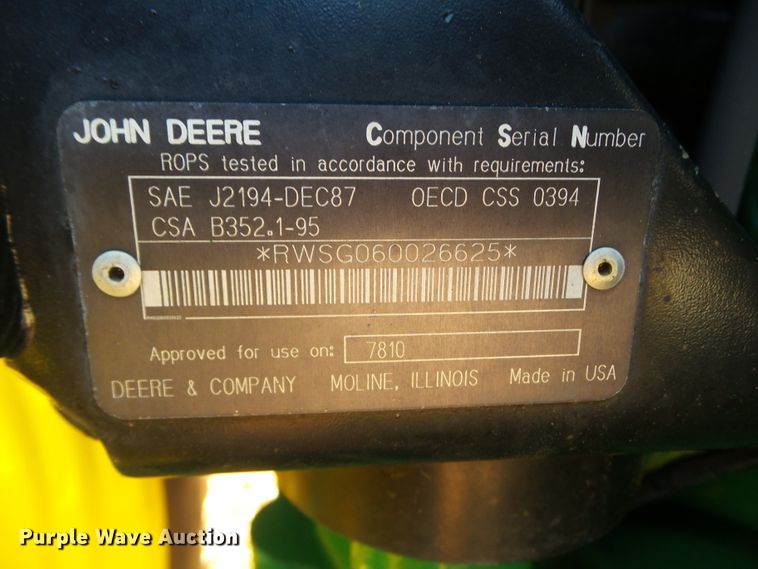 JOHN DEERE Component Serial Number
ROPS tested in accordance with requirements:
SAE J2194-DEC87 OECD CSS 0394
CSA B352.1-95
*RWSG060026625*
Approved for use on: 7810
DEERE & COMPANY MOLINE, ILLINOIS Made in USA
Purple Wave Auction